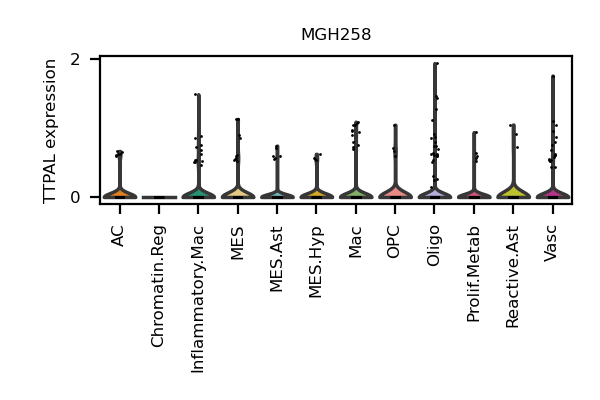 MGH258
TTPAL expression
2
0
AC
Chromatin.Reg
Inflammatory.Mac
MES
MES.Ast
MES.Hyp
Mac
OPC
Oligo
Prolif.Metab
Reactive.Ast
Vasc